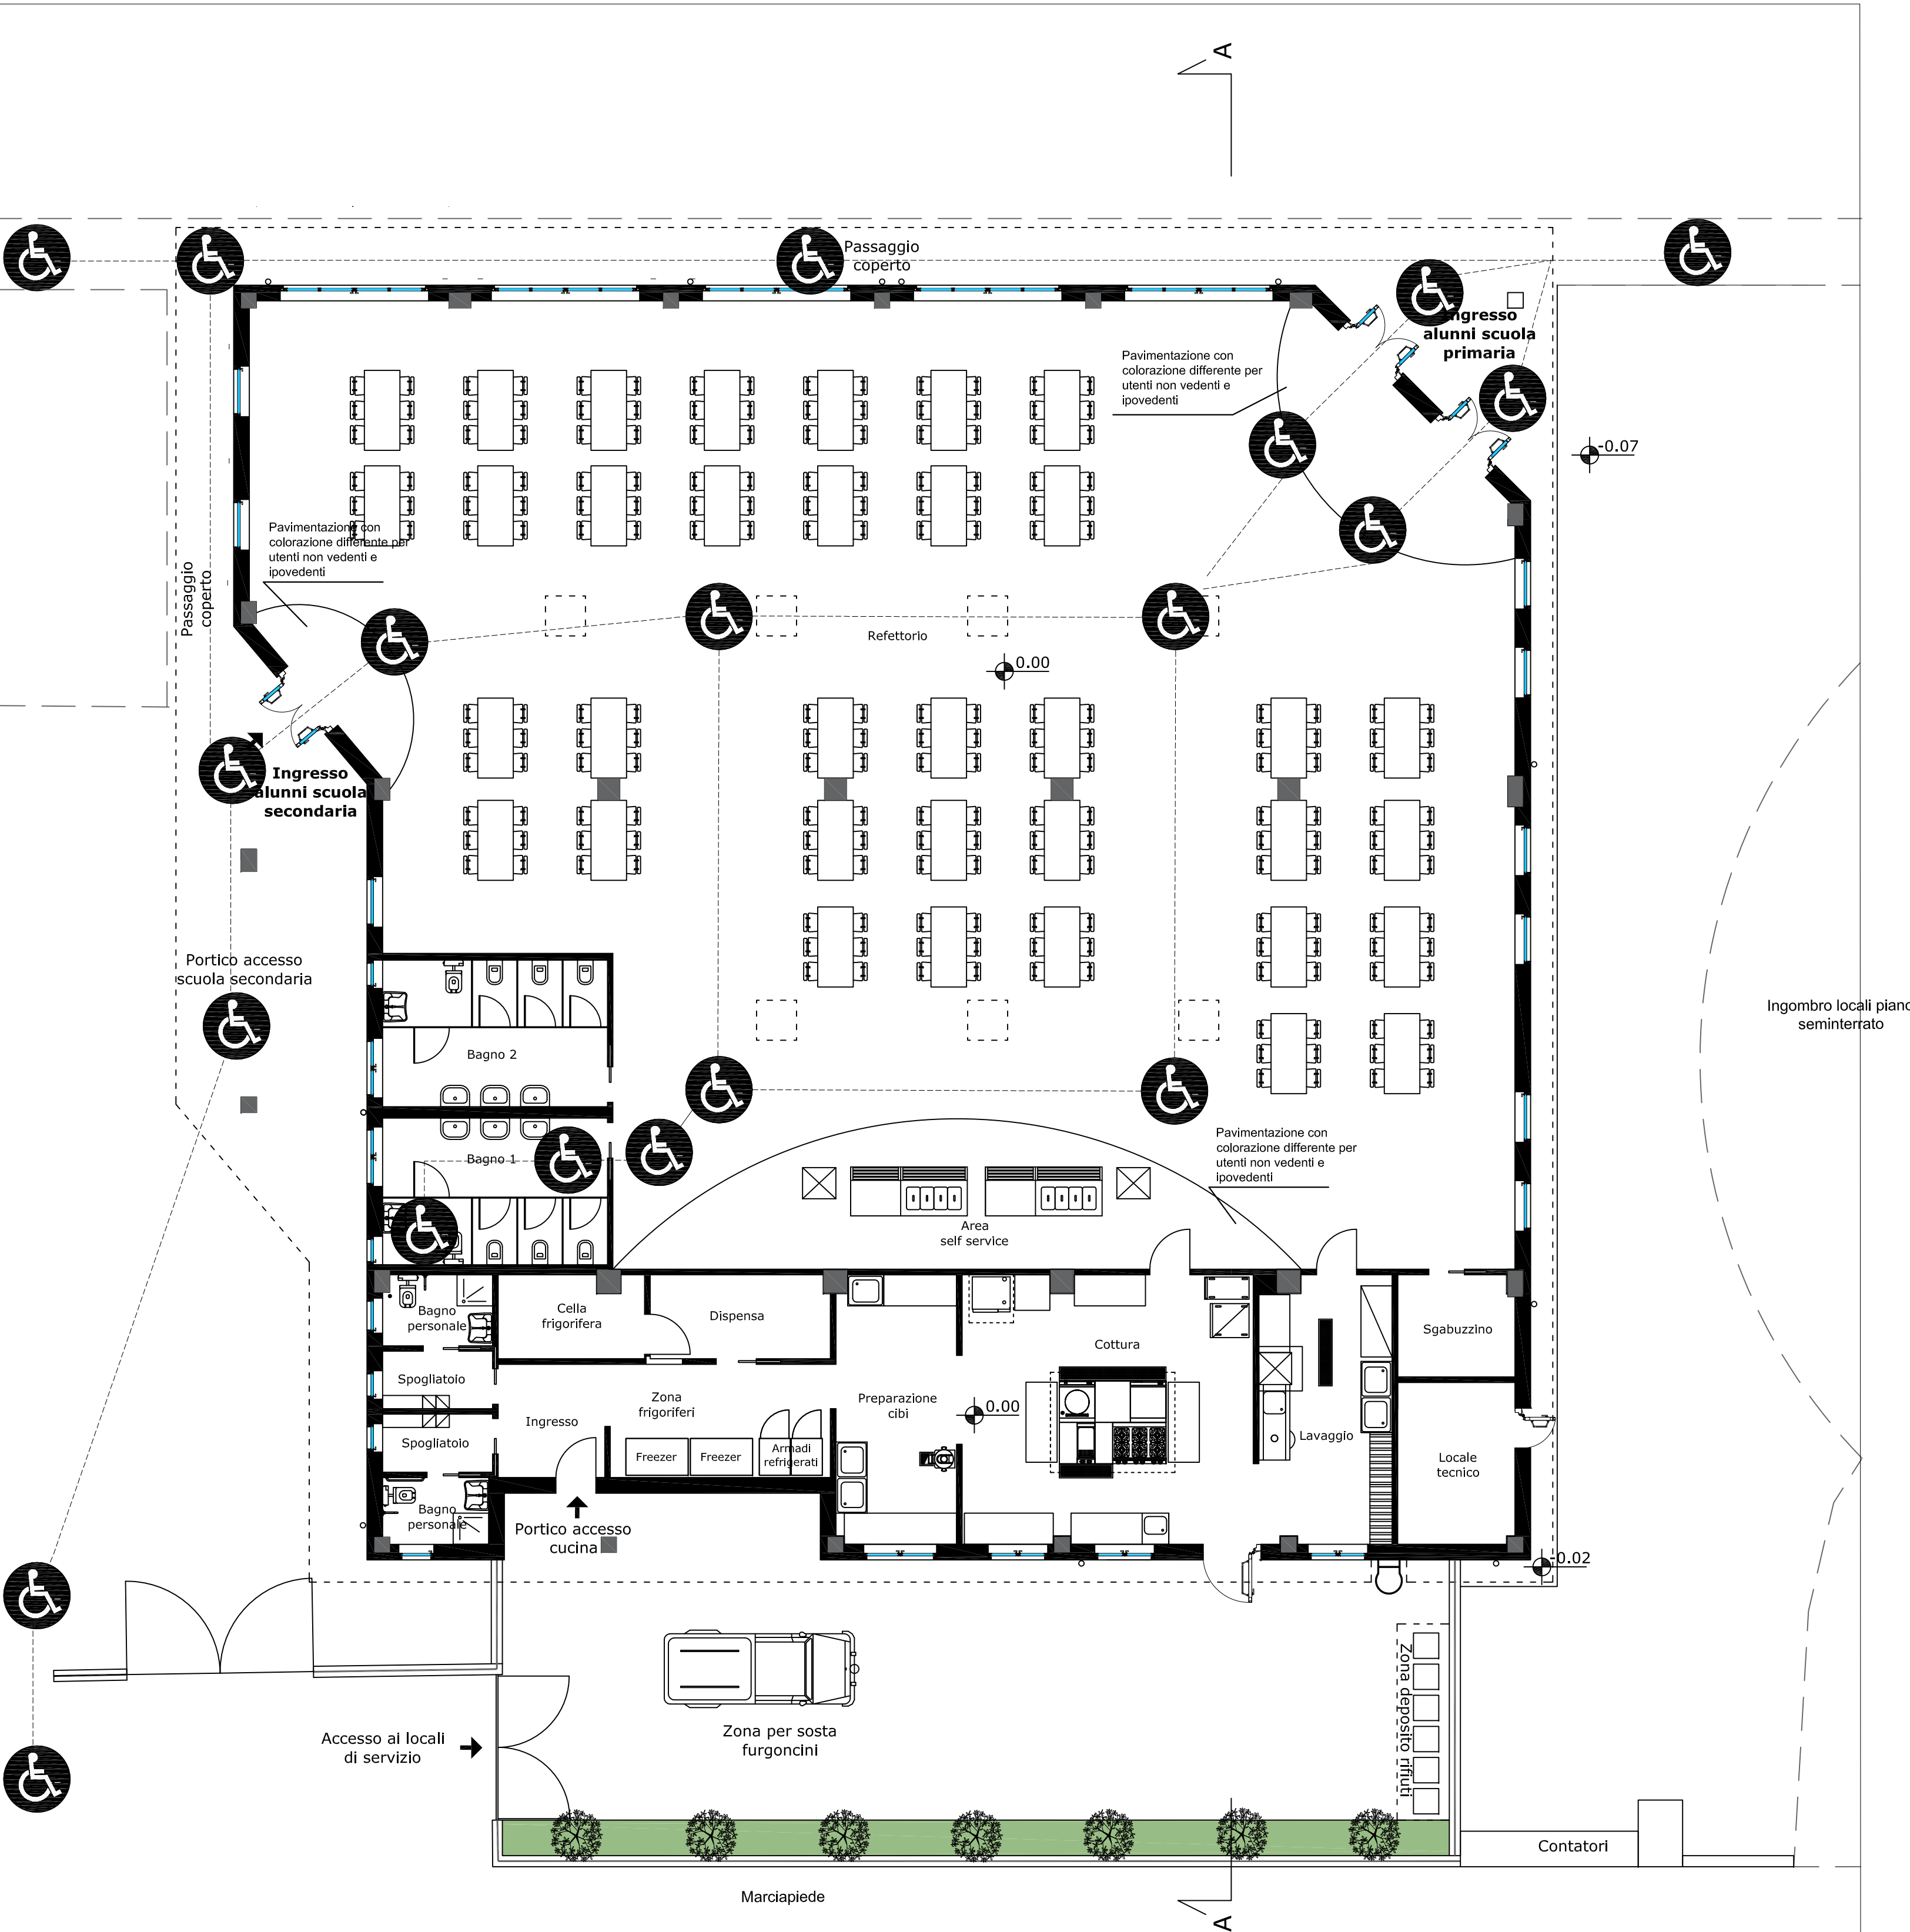 A
Passaggio
coperto
Ingresso
alunni scuola
primaria
Pavimentazione con
colorazione differente per
utenti non vedenti e
ipovedenti
-0.07
Pavimentazione con
colorazione differente per
utenti non vedenti e
ipovedenti
Passaggio
coperto
Refettorio
0.00
Ingresso
alunni scuola
secondaria
Portico accesso
scuola secondaria
Ingombro locali piano
seminterrato
Bagno 2
Bagno 1
Pavimentazione con
colorazione differente per
utenti non vedenti e
ipovedenti
Area
self service
Bagno
personale
Cella
frigorifera
Dispensa
Cottura
Sgabuzzino
Spogliatoio
Zona
frigoriferi
Preparazione
cibi
0.00
Ingresso
Spogliatoio
Freezer
Freezer
Armadi
refrigerati
Lavaggio
Locale
tecnico
Bagno
personale
Portico accesso
cucina
-0.02
Zona deposito rifiuti
Accesso ai locali
di servizio
Zona per sosta
furgoncini
Contatori
Marciapiede
A